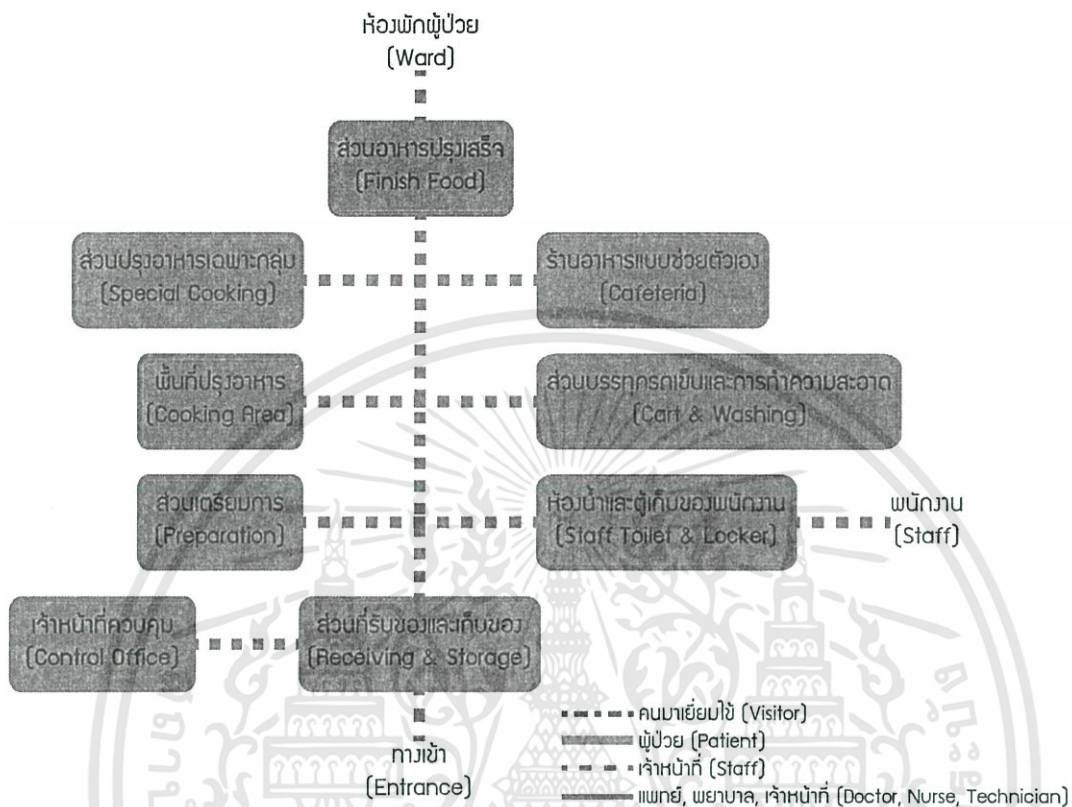 ห้องพักผู้ป่วย
(Ward)
ส่วนอาหารปรุงเสร็จ
(Finish Food)
ส่วนปรุงอาหารเฉพาะกลุ่ม
(Special Cooking)
ร้านอาหารแบบช่วยตัวเอง
(Cafeteria)
พื้นที่ปรุงอาหาร
(Cooking Area)
ส่วนบรรทุกรถเข็นและการทำความสะอาด
(Cart & Washing)
ส่วนเตรียมการ
(Preparation)
ห้องน้ำและตู้เก็บของพนักงาน
(Staff Toilet & Locker)
พนักงาน
(Staff)
เจ้าหน้าที่ควบคุม
(Control Office)
ส่วนที่รับของและเก็บของ
(Receiving & Storage)
ทางเข้า
(Entrance)
คนมาเยี่ยมไข้ (Visitor)
ผู้ป่วย (Patient)
เจ้าหน้าที่ (Staff)
แพทย์, พยาบาล, เจ้าหน้าที่ (Doctor, Nurse, Technician)